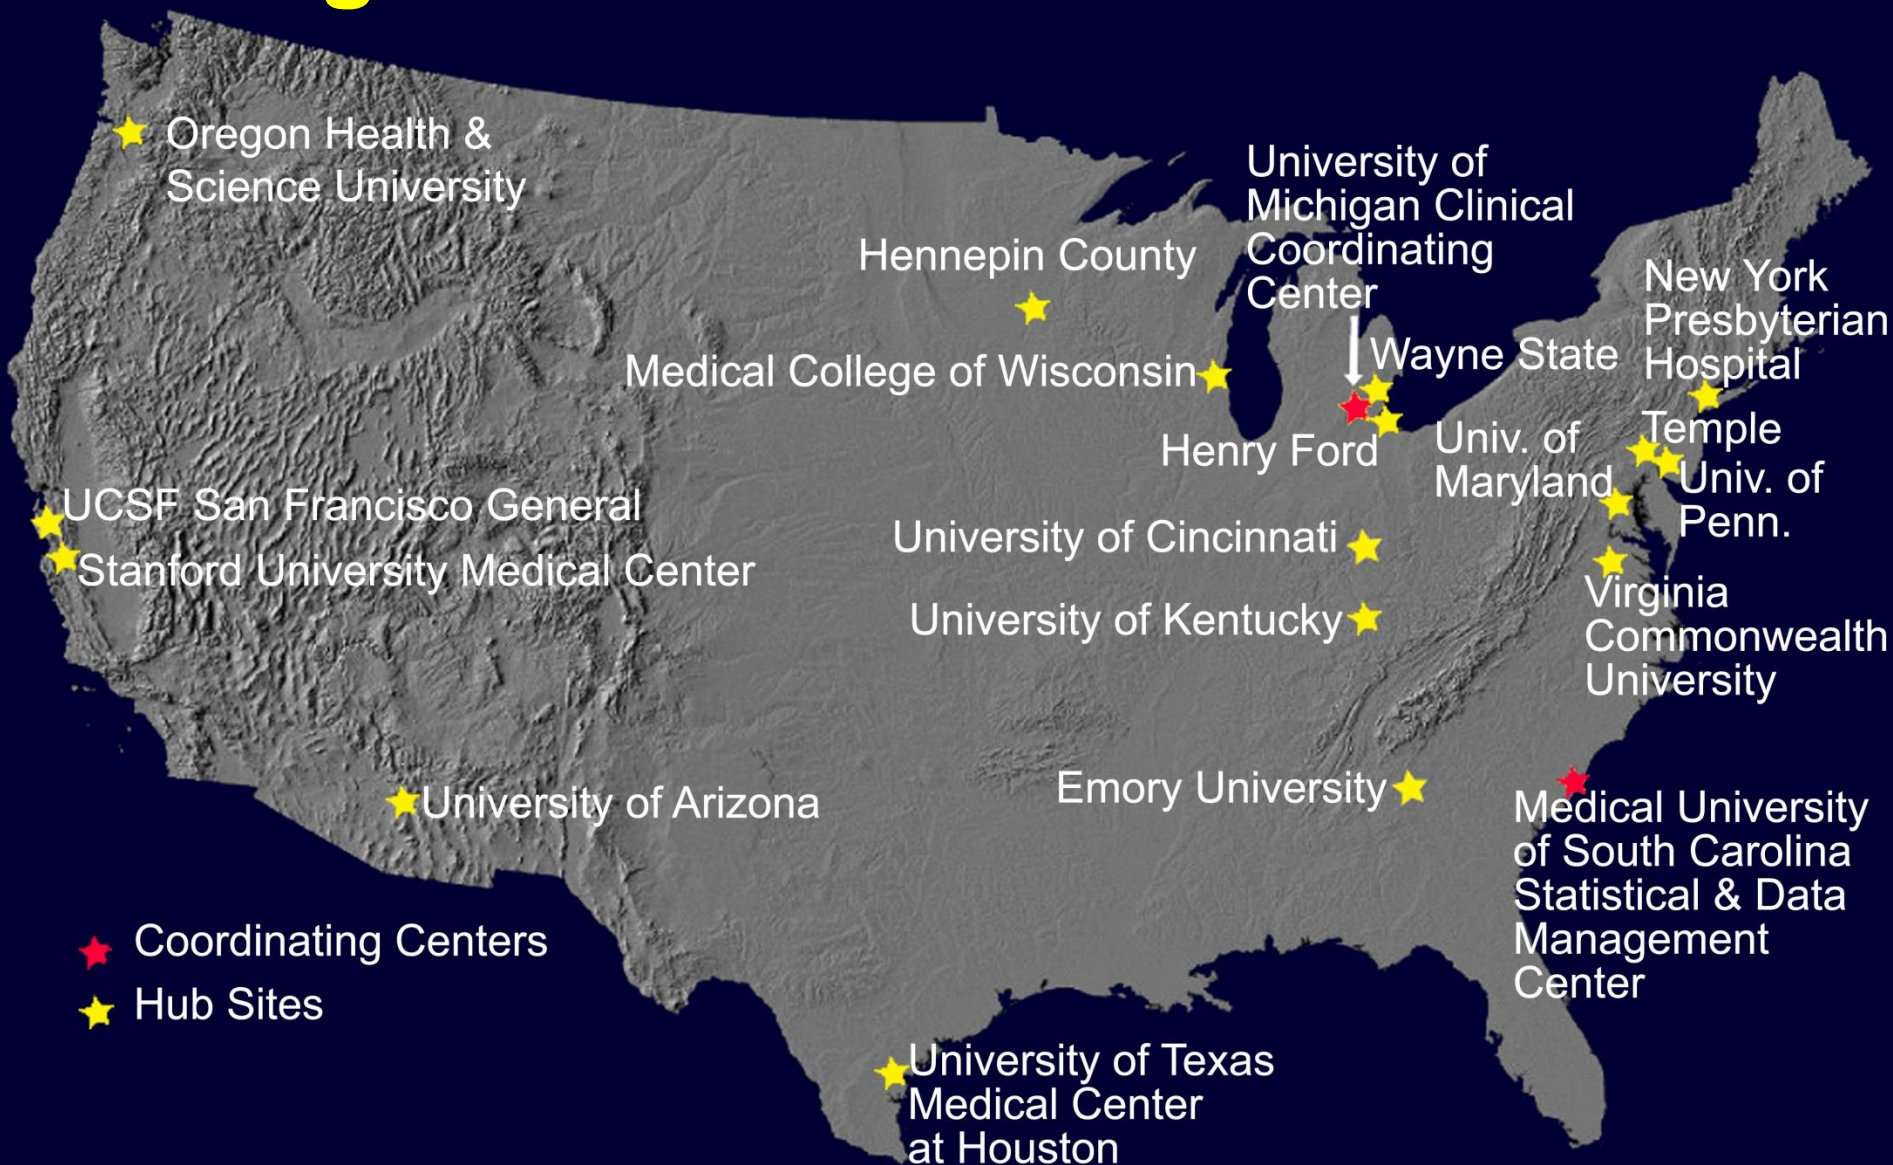 Oregon Health &
Science University
University of
Michigan Clinical
Coordinating
Center
Hennepin County
New York
Presbyterian
Hospital
Wayne State
Medical College of Wisconsin
Temple
Univ. of
Maryland
Henry Ford
Univ. of
Penn.
UCSF San Francisco General
University of Cincinnati
Stanford University Medical Center
Virginia
Commonwealth
University
University of Kentucky
Emory University
University of Arizona
Medical University
of South Carolina
Statistical & Data
Management
Center
Coordinating Centers
Hub Sites
University of Texas
Medical Center
at Houston